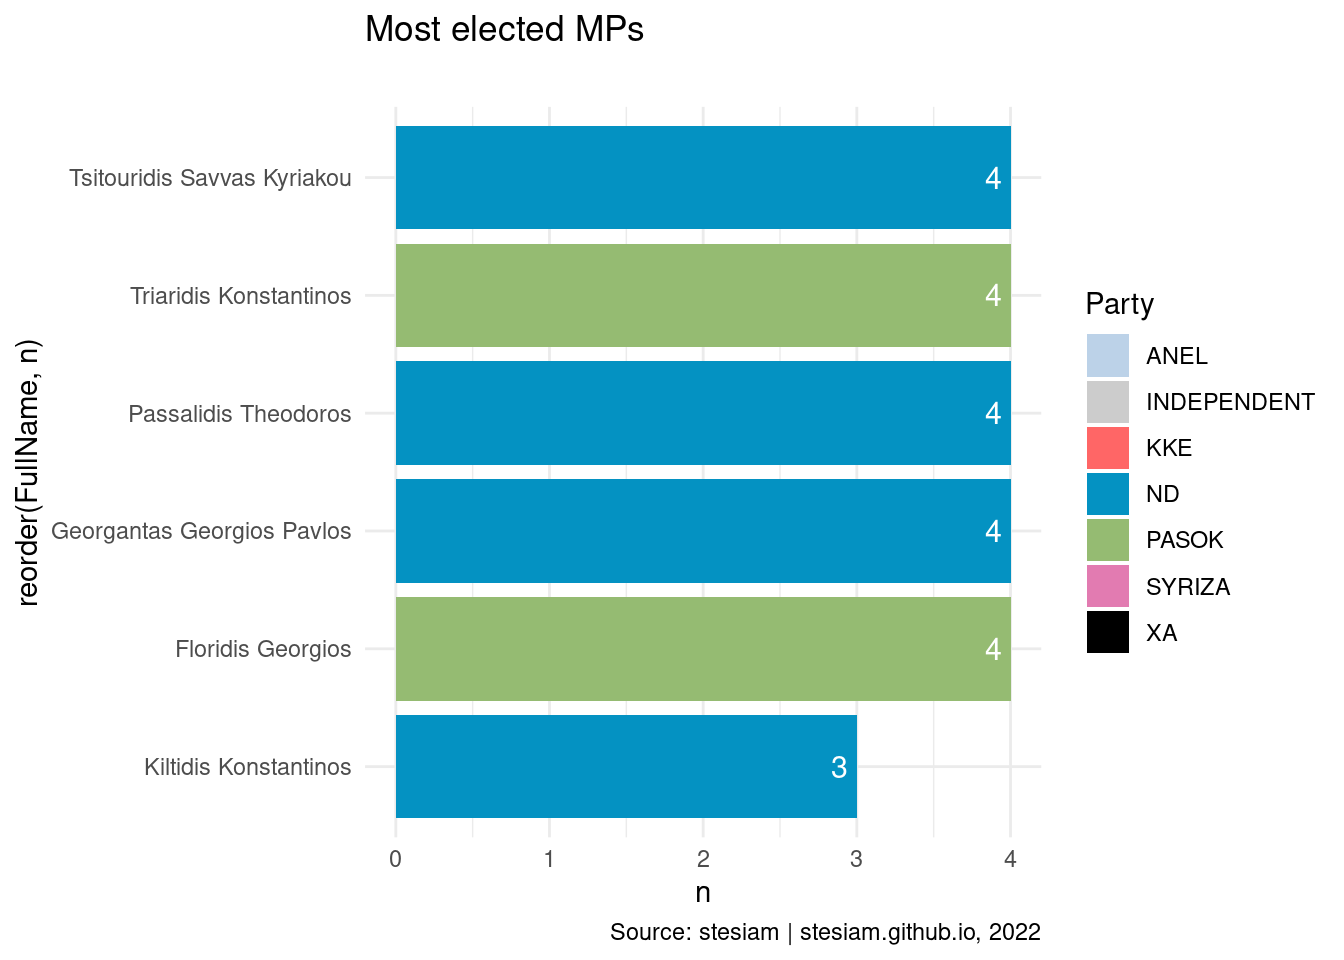 Most elected MPs
reorder(FullName, n)
Tsitouridis Savvas Kyriakou
4
Triaridis Konstantinos
4
Passalidis Theodoros
4
Georgantas Georgios Pavlos
4
Floridis Georgios
4
Kiltidis Konstantinos
3
0 1 2 3 4
n
Party
ANEL
INDEPENDENT
KKE
ND
PASOK
SYRIZA
XA
Source: stesiam | stesiam.github.io, 2022